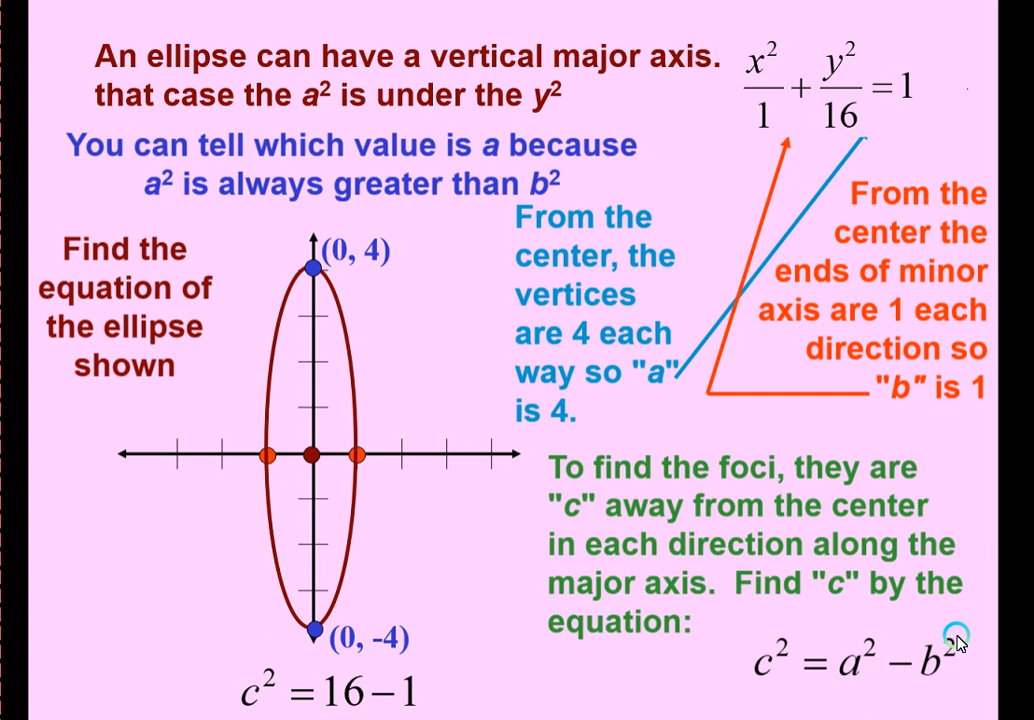 An ellipse can have a vertical major axis.
that case the a² is under the y²
x²/1 + y²/16 = 1
You can tell which value is a because
a² is always greater than b²
Find the
equation of
the ellipse
shown
(0, 4)
(0, -4)
From the
center, the
vertices
are 4 each
way so "a"
is 4.
From the
center the
ends of minor
axis are 1 each
direction so
"b" is 1
To find the foci, they are
"c" away from the center
in each direction along the
major axis. Find "c" by the
equation:
c² = a² − b²
c² = 16 − 1